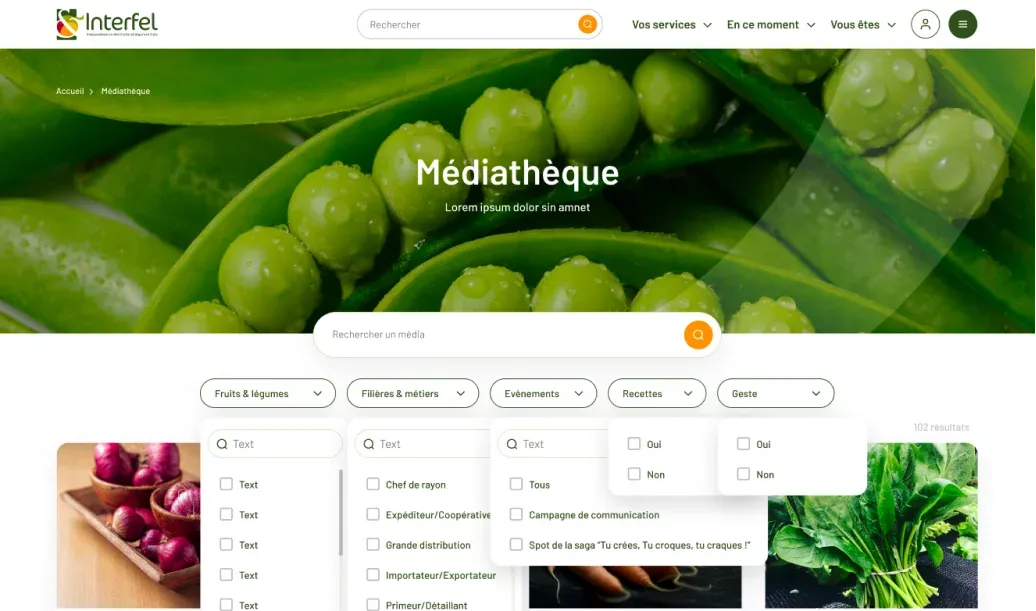 Interfel
Rechercher
Vos services
En ce moment
Vous êtes
Accueil
Médiathèque
Médiathèque
Lorem ipsum dolor sin amnet
Rechercher un média
Fruits & légumes
Filières & métiers
Evènements
Recettes
Geste
102 resultats
Text
Text
Text
Oui
Oui
Non
Non
Text
Chef de rayon
Tous
Text
Expéditeur/Coopérative
Campagne de communication
Text
Grande distribution
Spot de la saga “Tu crées, Tu croques, tu craques !”
Text
Importateur/Exportateur
Text
Primeur/Détaillant